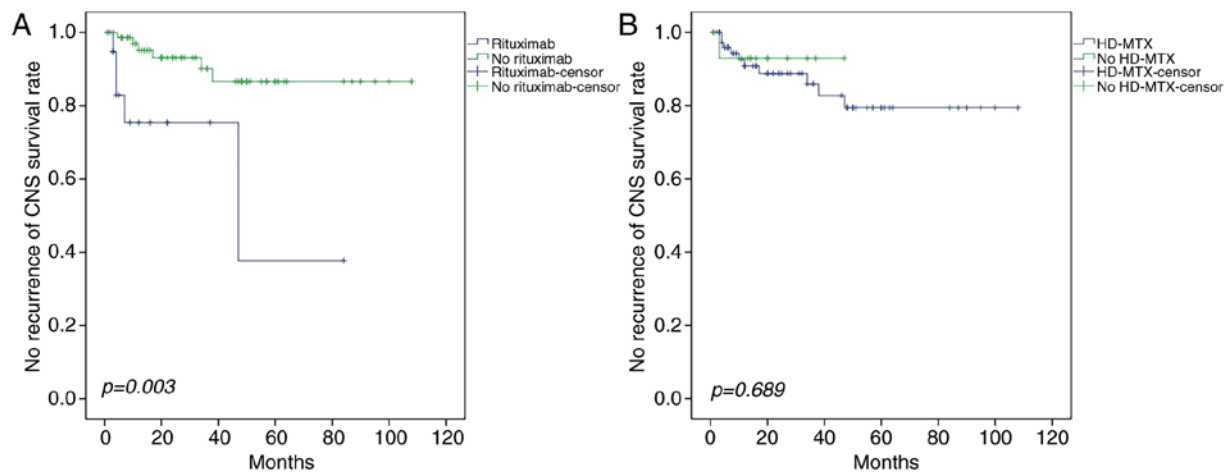 A
No recurrence of CNS survival rate
1.0
0.8
0.6
0.4
0.2
0.0
p=0.003
0 20 40 60 80 100 120
Months
Rituximab
No rituximab
Rituximab-censor
No rituximab-censor
B
No recurrence of CNS survival rate
1.0
0.8
0.6
0.4
0.2
0.0
p=0.689
0 20 40 60 80 100 120
Months
HD-MTX
No HD-MTX
HD-MTX-censor
No HD-MTX-censor